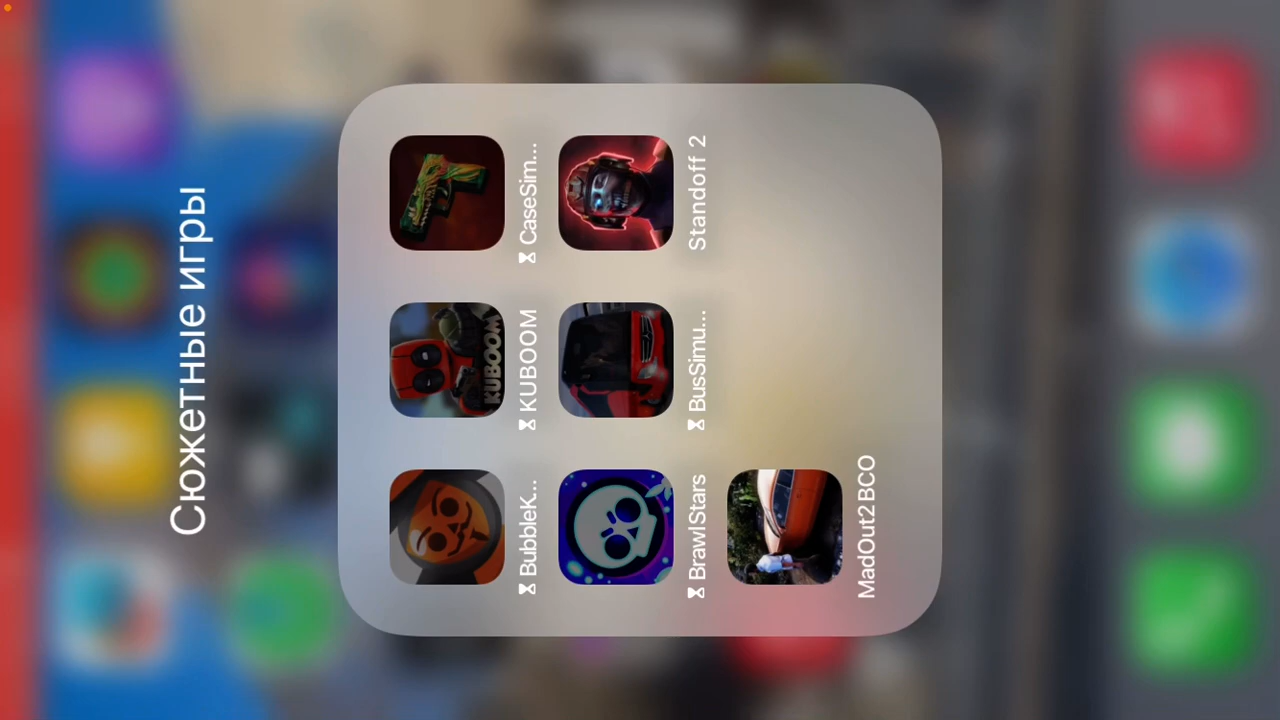 Сюжетные игры
BubbleK...
KUBOOM
CaseSim...
KUBOOM
BrawlStars
BusSimu...
Standoff 2
MadOut2 BCO